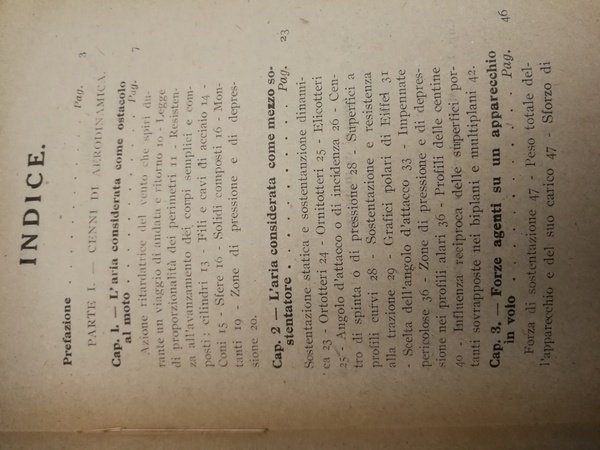 INDICE.
Prefazione . . . . . . . . . . . . Pag. 3
PARTE I. — CENNI DI AERODINAMICA.
Cap. 1. — L'aria considerata come ostacolo
al moto . . . . . . . . . . . . Pag. 7
Azione ritardatrice del vento che spiri du-
rante un viaggio di andata e ritorno 10 - Legge
di proporzionalità dei perimetri 11 - Resisten-
za all'avanzamento dei corpi semplici e com-
posti: cilindri 13 - Fili e cavi di acciaio 14 -
Coni 15 - Sfere 16 - Solidi composti 16 - Mon-
tanti 19 - Zone di pressione e di depres-
sione 20.
Cap. 2 — L'aria considerata come mezzo so-
stentatore . . . . . . . . . . . Pag. 23
Sostentazione statica e sostentanzione dinami-
ca 23 - Ortotteri 24 - Ornitotteri 25 - Elicotteri
25 - Angolo d'attacco o di incidenza 26 - Cen-
tro di spinta o di pressione 28 - Superfici a
profili curvi 28 - Sostentazione e resistenza
alla trazione 29 - Grafici polari di Eiffel 31
- Scelta dell'angolo d'attacco 33 - Impennate
pericolose 36 - Zone di pressione e di depres-
sione nei profili alari 36 - Profili delle centine
40 - Influenza reciproca delle superfici por-
tanti sovrapposte nei biplani e multiplani 42.
Cap. 3. — Forze agenti su un apparecchio
in volo . . . . . . . . . . . . . Pag. 46
Forza di sostentazione 47 - Peso totale del-
l'apparecchio e del suo carico 47 - Sforzo di